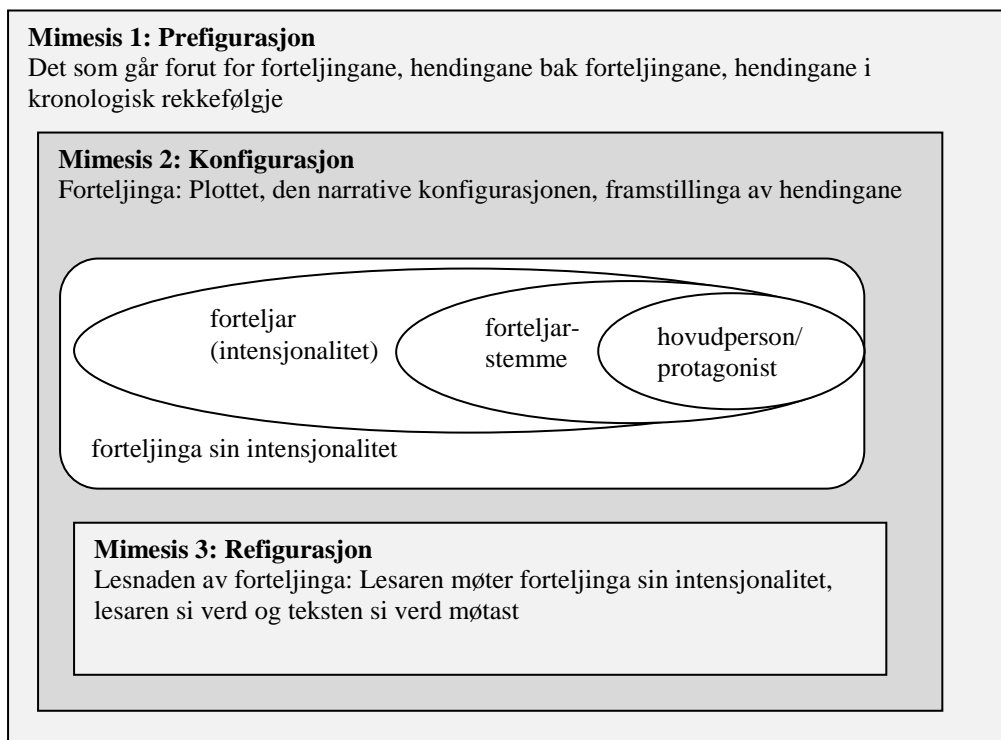 Mimesis 1: Prefigurasjon
Det som går forut for forteljingane, hendingane bak forteljingane, hendingane i
kronologisk rekkefølgje
Mimesis 2: Konfigurasjon
Forteljinga: Plottet, den narrative konfigurasjonen, framstillinga av hendingane
forteljar
(intensjonalitet)
forteljar-
stemme
hovudperson/
protagonist
forteljinga sin intensjonalitet
Mimesis 3: Refigurasjon
Lesnaden av forteljinga: Lesaren møter forteljinga sin intensjonalitet,
lesaren si verd og teksten si verd møtast